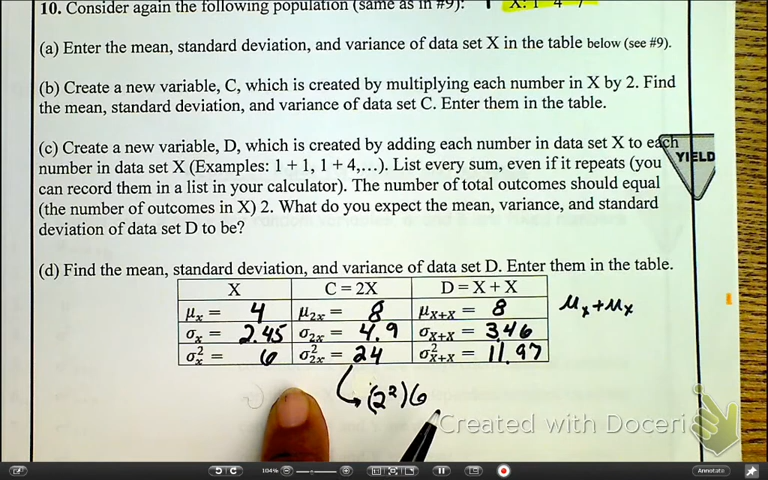 10. Consider again the following population (same as in #9): X: 1 4 7
(a) Enter the mean, standard deviation, and variance of data set X in the table below (see #9).
(b) Create a new variable, C, which is created by multiplying each number in X by 2. Find
the mean, standard deviation, and variance of data set C. Enter them in the table.
(c) Create a new variable, D, which is created by adding each number in data set X to each
number in data set X (Examples: 1 + 1, 1 + 4,…). List every sum, even if it repeats (you
can record them in a list in your calculator). The number of total outcomes should equal
(the number of outcomes in X) 2. What do you expect the mean, variance, and standard
deviation of data set D to be?
YIELD
(d) Find the mean, standard deviation, and variance of data set D. Enter them in the table.
X C = 2X D = X + X
μx = 4 μ2x = 8 μX+X = 8 μx + μx
σx = 2.45 σ2x = 4.9 σX+X = 3.46
σ²x = 6 σ²2x = 24 σ²X+X = 11.97
(2²)6
Created with Doceri
104%
Annotate